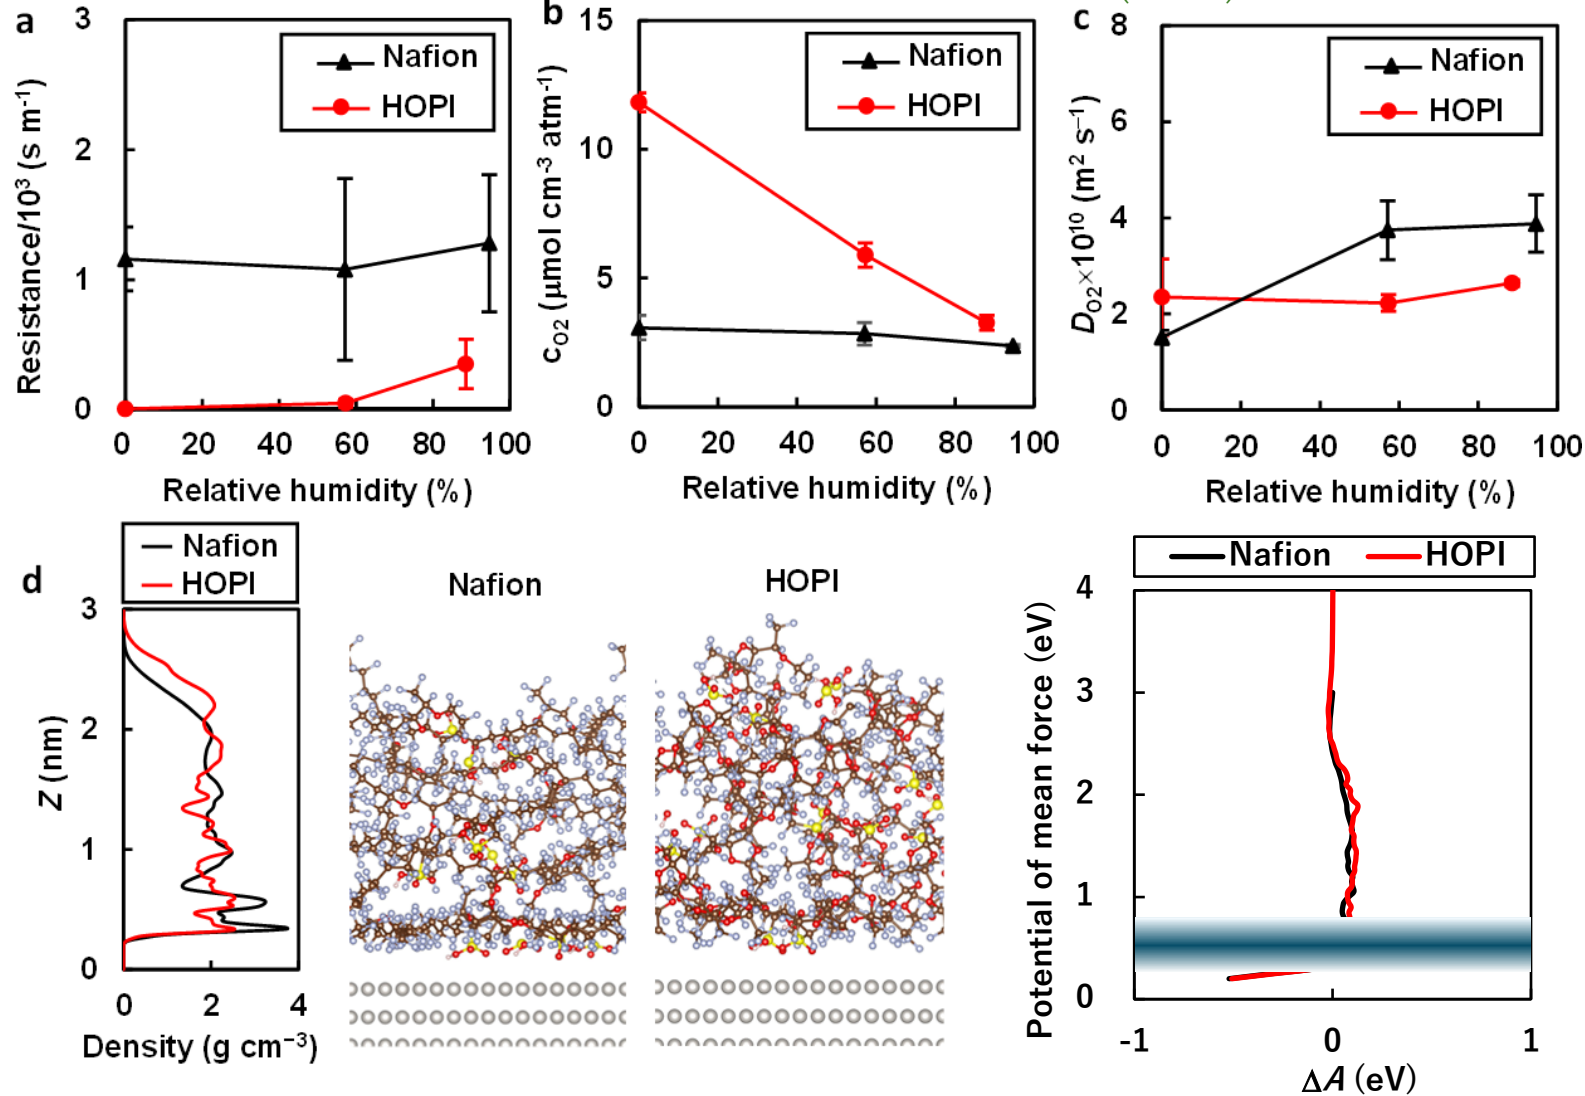 a
3
2
1
0
Resistance/10³ (s m⁻¹)
Nafion
HOPI
0 20 40 60 80 100
Relative humidity (%)
b
15
10
5
0
c_O2 (μmol cm⁻³ atm⁻¹)
Nafion
HOPI
0 20 40 60 80 100
Relative humidity (%)
c
8
6
4
2
0
D_O2×10¹⁰ (m² s⁻¹)
Nafion
HOPI
0 20 40 60 80 100
Relative humidity (%)
d
Nafion
HOPI
3
2
1
0
Z (nm)
0 2 4
Density (g cm⁻³)
Nafion
HOPI
Nafion HOPI
4
3
2
1
0
Potential of mean force (eV)
-1 0 1
ΔA (eV)